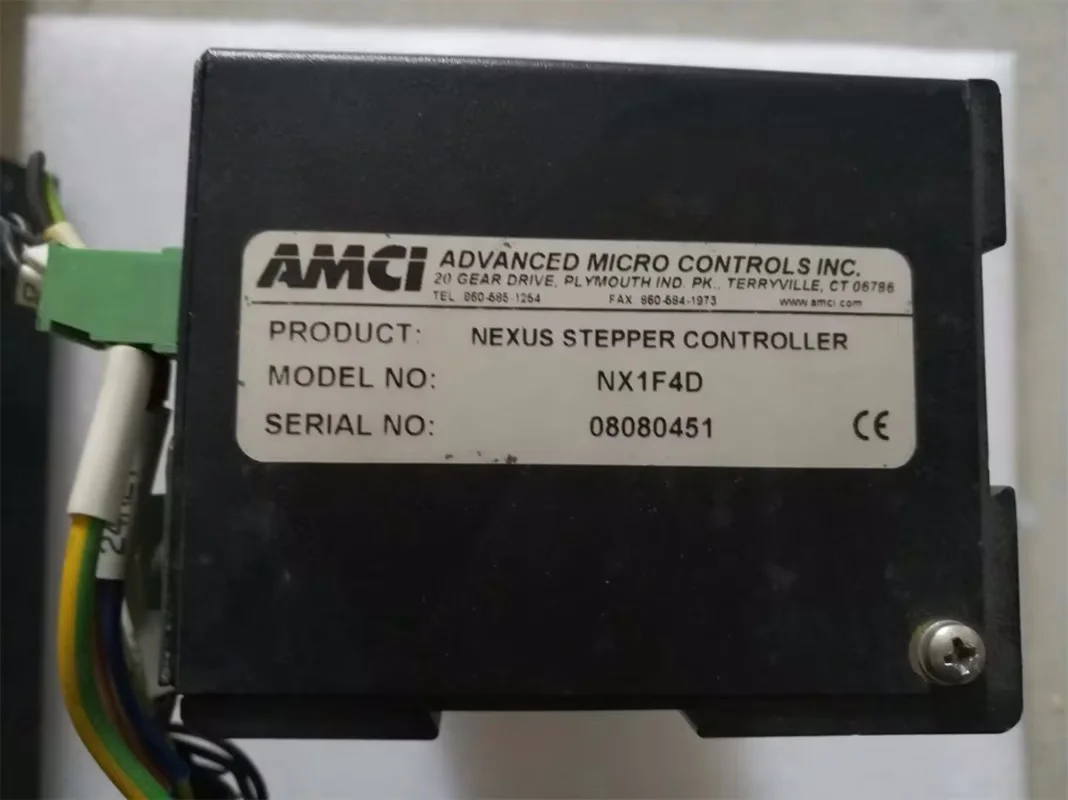 AMCI ADVANCED MICRO CONTROLS INC.
20 GEAR DRIVE, PLYMOUTH IND. PK., TERRYVILLE, CT 06786
TEL 860-585-1254 FAX 860-584-1973 www.amci.com
PRODUCT: NEXUS STEPPER CONTROLLER
MODEL NO: NX1F4D
SERIAL NO: 08080451
CE